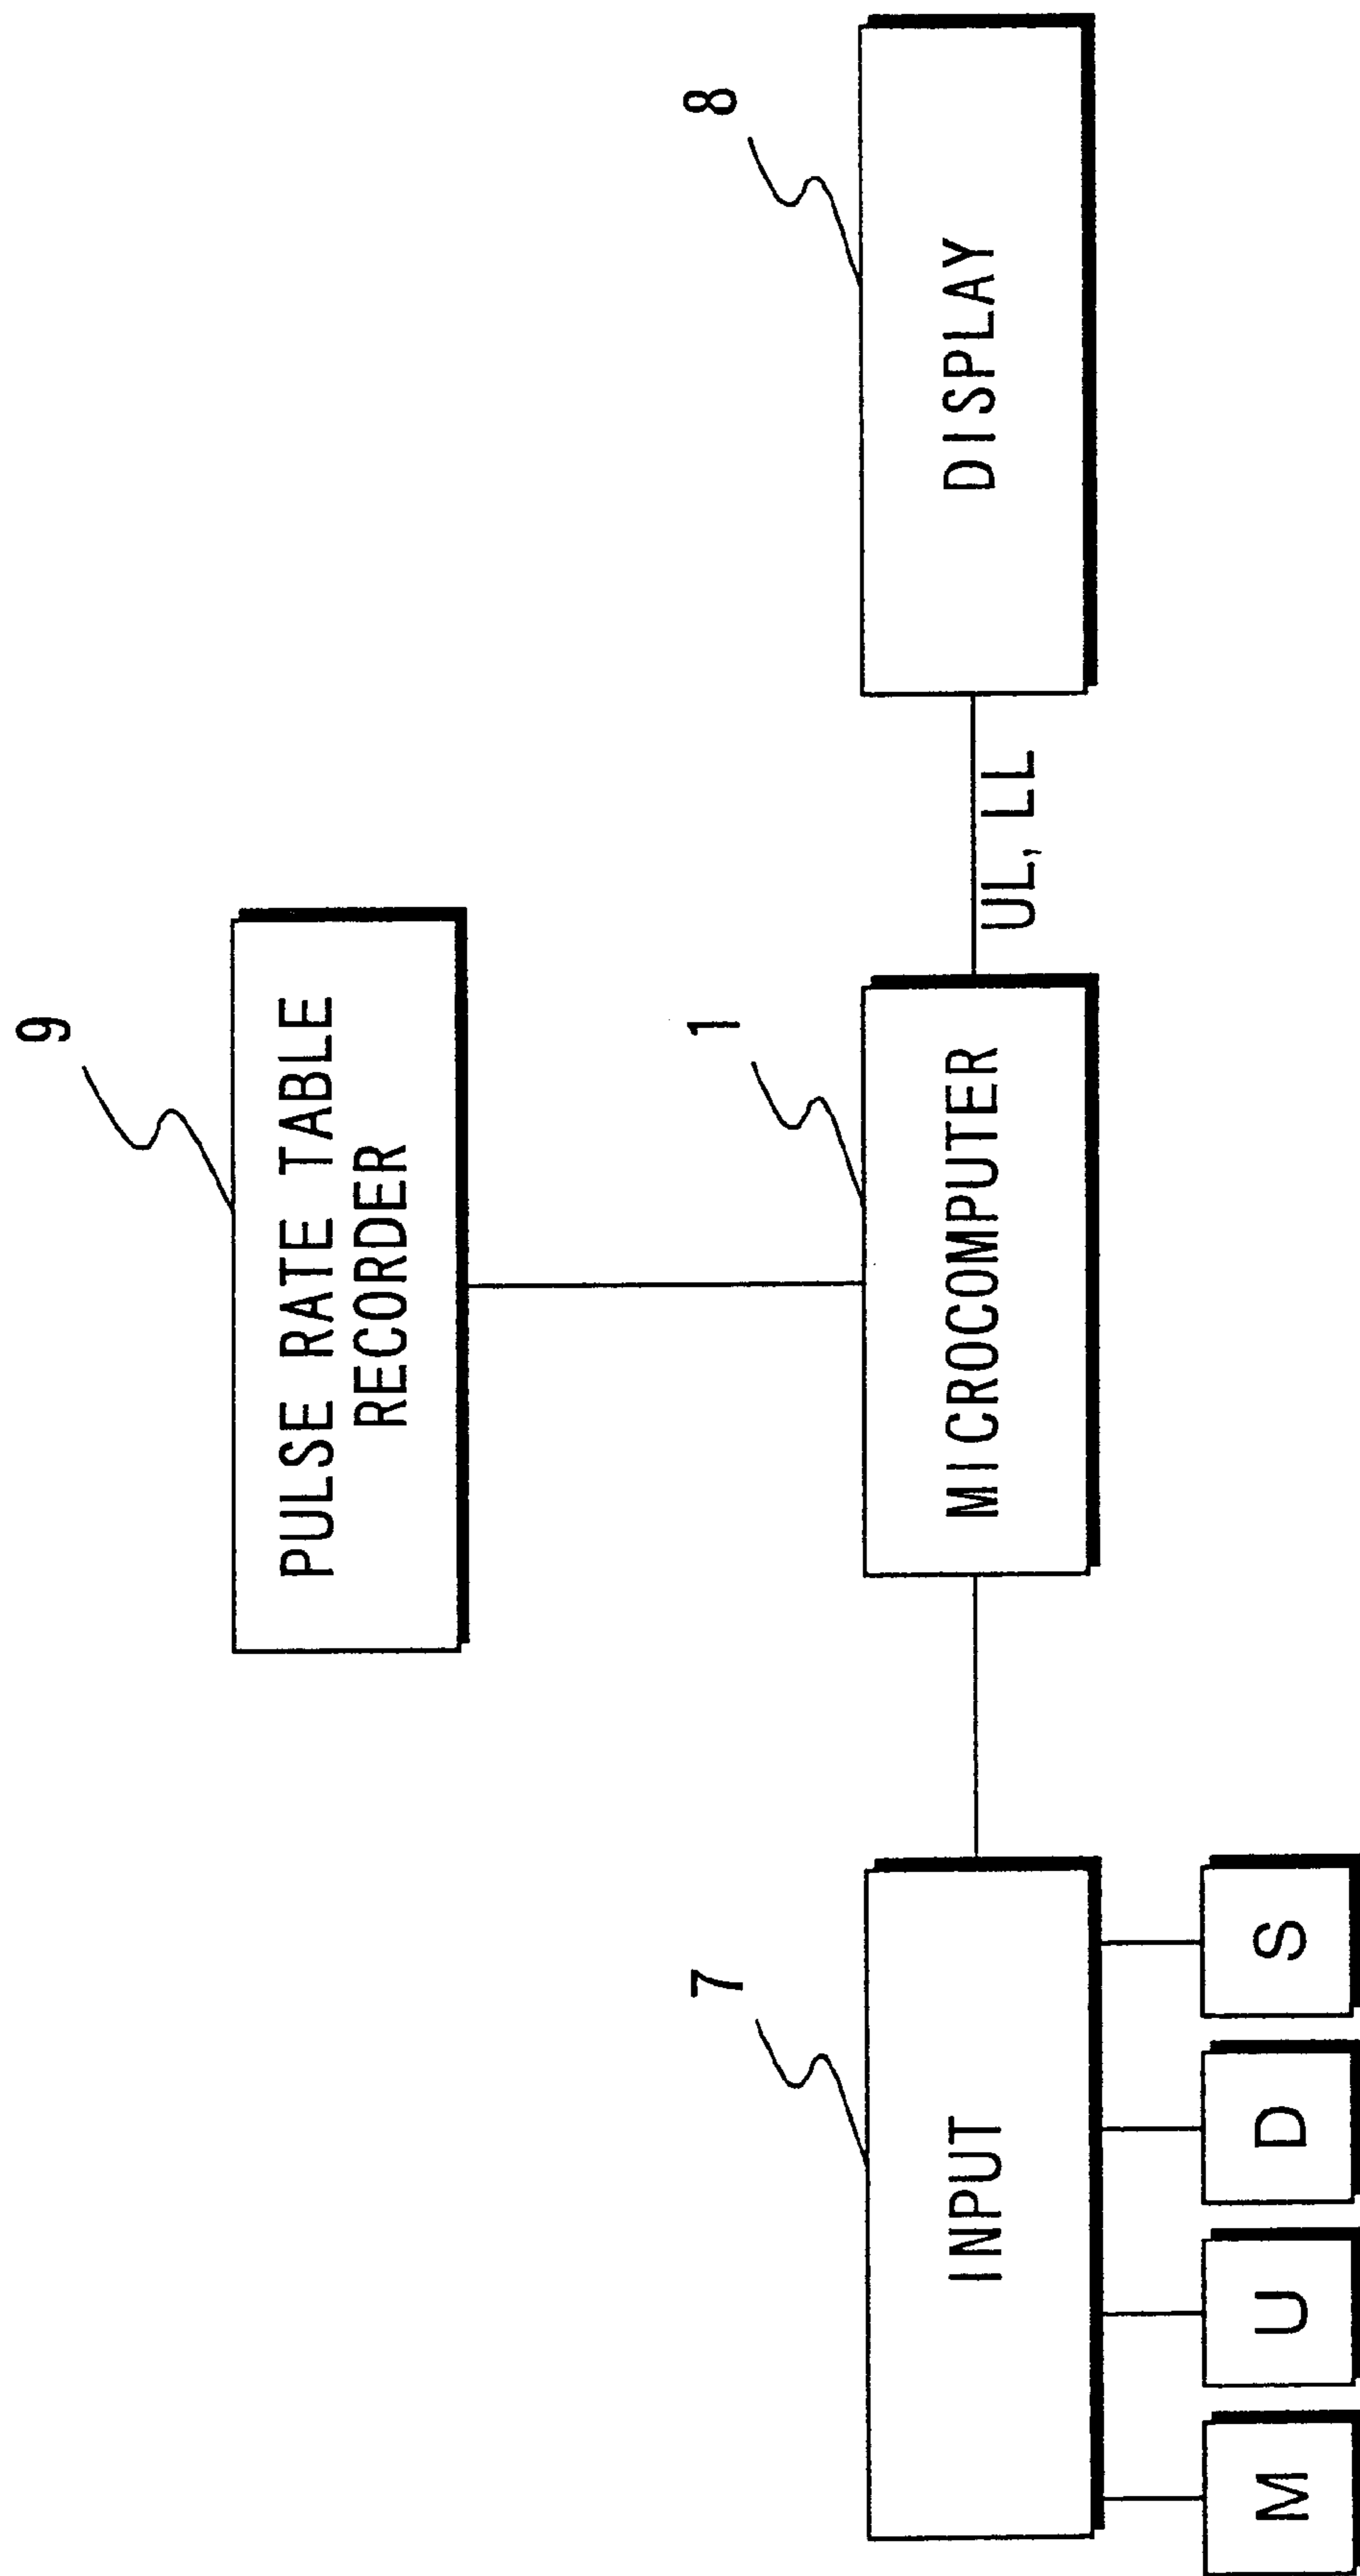 9
PULSE RATE TABLE
RECORDER
7
1
8
INPUT
MICROCOMPUTER
UL, LL
DISPLAY
M
U
D
S